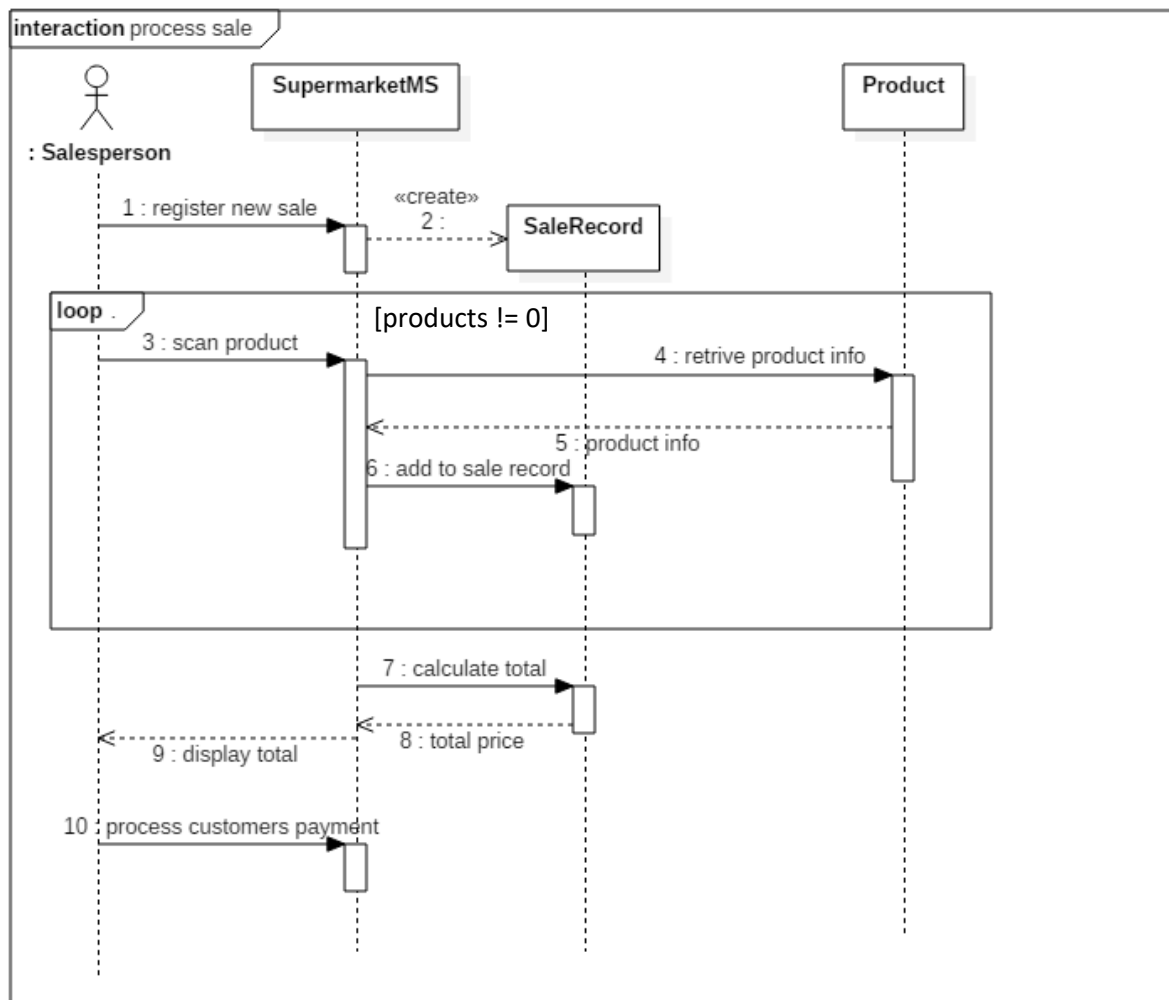 interaction process sale
SupermarketMS
Product
: Salesperson
«create»
1 : register new sale
2 :
SaleRecord
loop .
[products != 0]
3 : scan product
4 : retrive product info
5 : product info
6 : add to sale record
7 : calculate total
8 : total price
9 : display total
10 : process customers payment